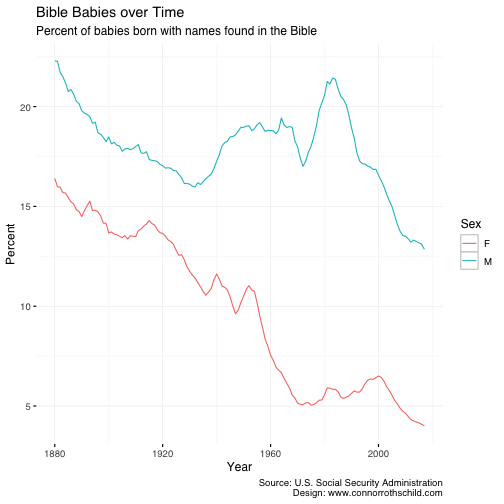 Bible Babies over Time
Percent of babies born with names found in the Bible
20
15
10
5
Percent
1880
1920
1960
2000
Year
Sex
F
M
Source: U.S. Social Security Administration
Design: www.connorrothschild.com